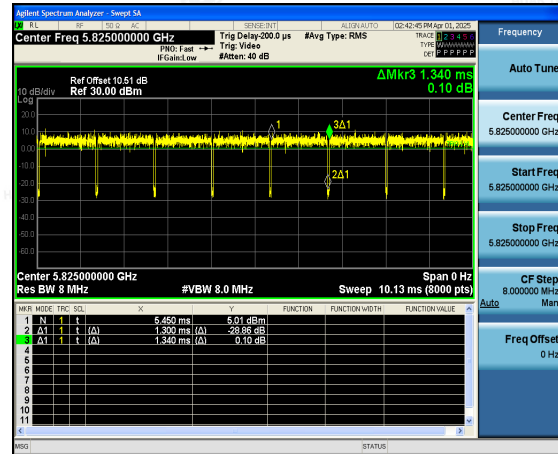 Agilent Spectrum Analyzer - Swept SA
RL RF 50 Ω AC SENSE:INT ALIGNAUTO 02:42:45 PM Apr 01, 2025
Center Freq 5.825000000 GHz
PNO: Fast
IFGain:Low
Trig Delay-200.0 µs
Trig: Video
#Atten: 40 dB
#Avg Type: RMS
TRACE 1 2 3 4 5 6
TYPE WWWWWW
DET P P P P P P
ΔMkr3 1.340 ms
0.10 dB
Ref Offset 10.51 dB
10 dB/div Ref 30.00 dBm
Log
20.0
10.0
0.00
-10.0
-20.0
-30.0
-40.0
-50.0
-60.0
1
3Δ1
2Δ1
Center 5.825000000 GHz Span 0 Hz
Res BW 8 MHz #VBW 8.0 MHz Sweep 10.13 ms (8000 pts)
MKR MODE TRC SCL X Y FUNCTION FUNCTION WIDTH FUNCTION VALUE
1 N 1 t 5.450 ms 5.01 dBm
2 Δ1 1 t (Δ) 1.300 ms (Δ) -28.86 dB
3 Δ1 1 t (Δ) 1.340 ms (Δ) 0.10 dB
4
5
6
7
8
9
10
11
MSG STATUS
Frequency
Auto Tune
Center Freq
5.825000000 GHz
Start Freq
5.825000000 GHz
Stop Freq
5.825000000 GHz
CF Step
8.000000 MHz
Auto Man
Freq Offset
0 Hz